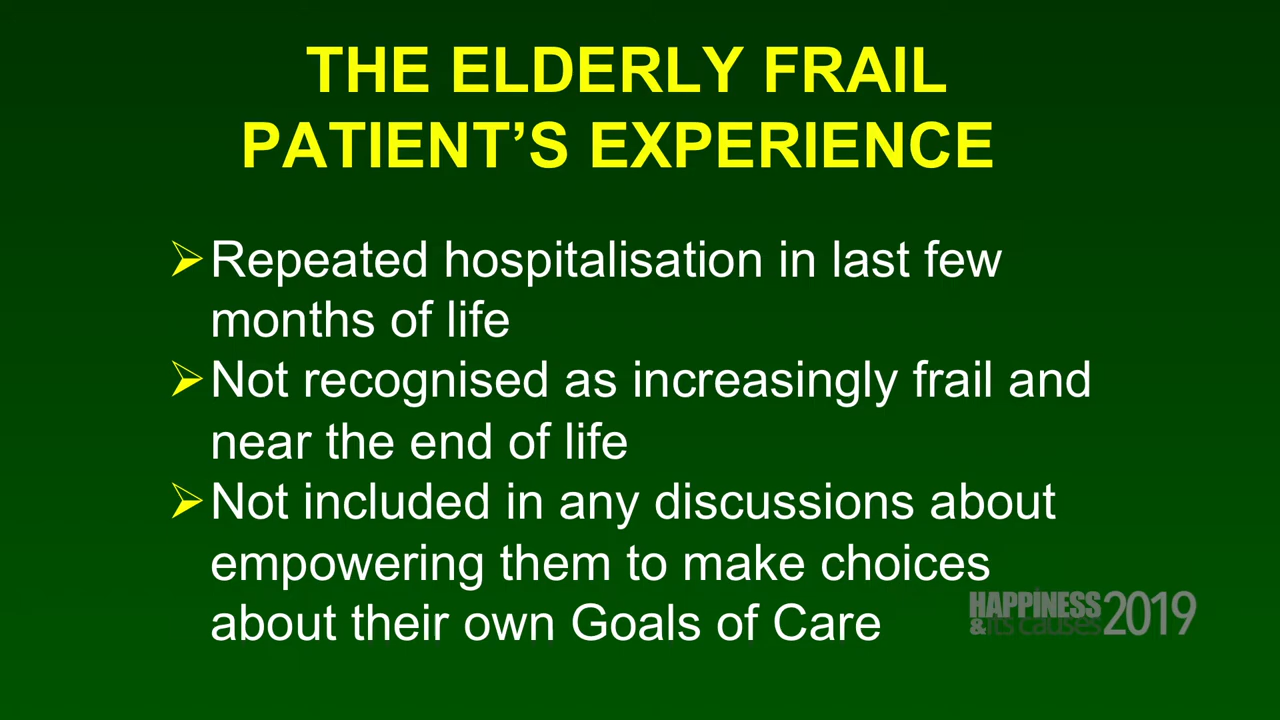 THE ELDERLY FRAIL
PATIENT’S EXPERIENCE
Repeated hospitalisation in last few
months of life
Not recognised as increasingly frail and
near the end of life
Not included in any discussions about
empowering them to make choices
about their own Goals of Care
HAPPINESS
&its causes 2019